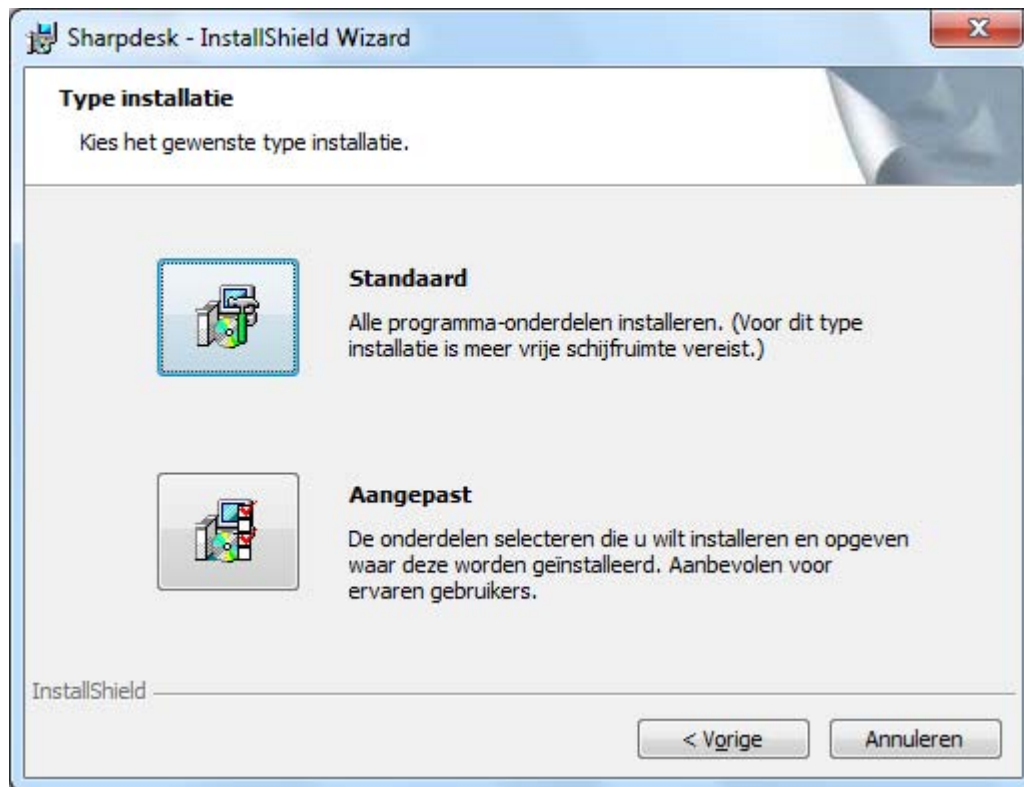 Sharpdesk - InstallShield Wizard
Type installatie
Kies het gewenste type installatie.
Standaard
Alle programma-onderdelen installeren. (Voor dit type
installatie is meer vrije schijfruimte vereist.)
Aangepast
De onderdelen selecteren die u wilt installeren en opgeven
waar deze worden geïnstalleerd. Aanbevolen voor
ervaren gebruikers.
InstallShield
< Vorige Annuleren